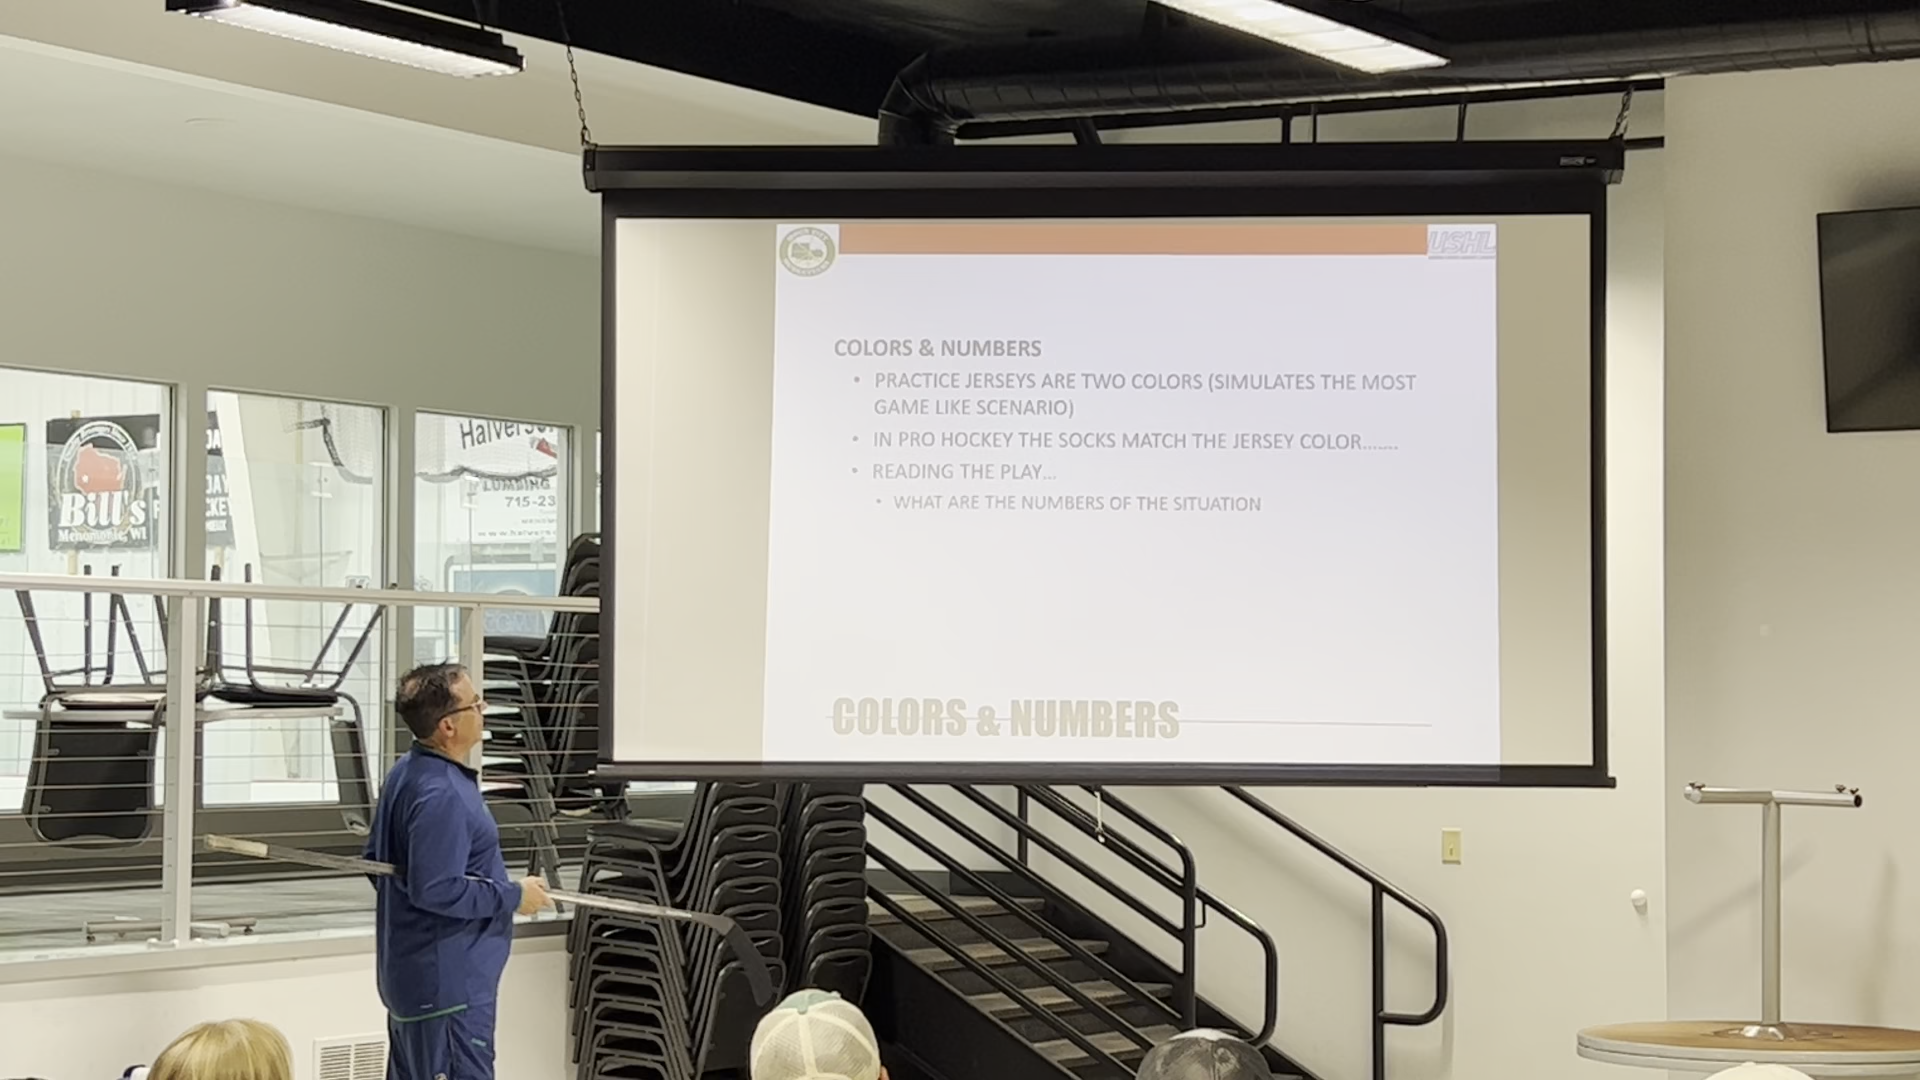 USHL
COLORS & NUMBERS
• PRACTICE JERSEYS ARE TWO COLORS (SIMULATES THE MOST
GAME LIKE SCENARIO)
• IN PRO HOCKEY THE SOCKS MATCH THE JERSEY COLOR.......
• READING THE PLAY...
• WHAT ARE THE NUMBERS OF THE SITUATION
COLORS & NUMBERS
Bill's
Menomonie, WI
Halverson
715-23